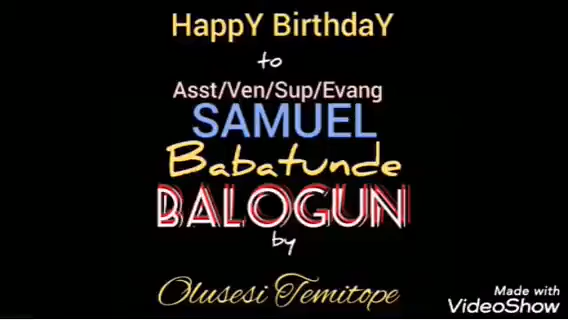 HappY BirthdaY
to
Asst/Ven/Sup/Evang
SAMUEL
Babatunde
BALOGUN
by
Olusesi Temitope
Made with
VideoShow